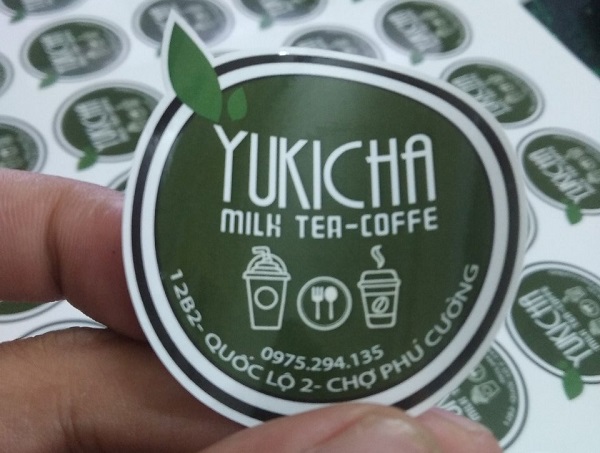 YUKICHA
MILK TEA-COFFE
0975.294.135
12B2- QUỐC LỘ 2- CHỢ PHÚ CƯỜNG